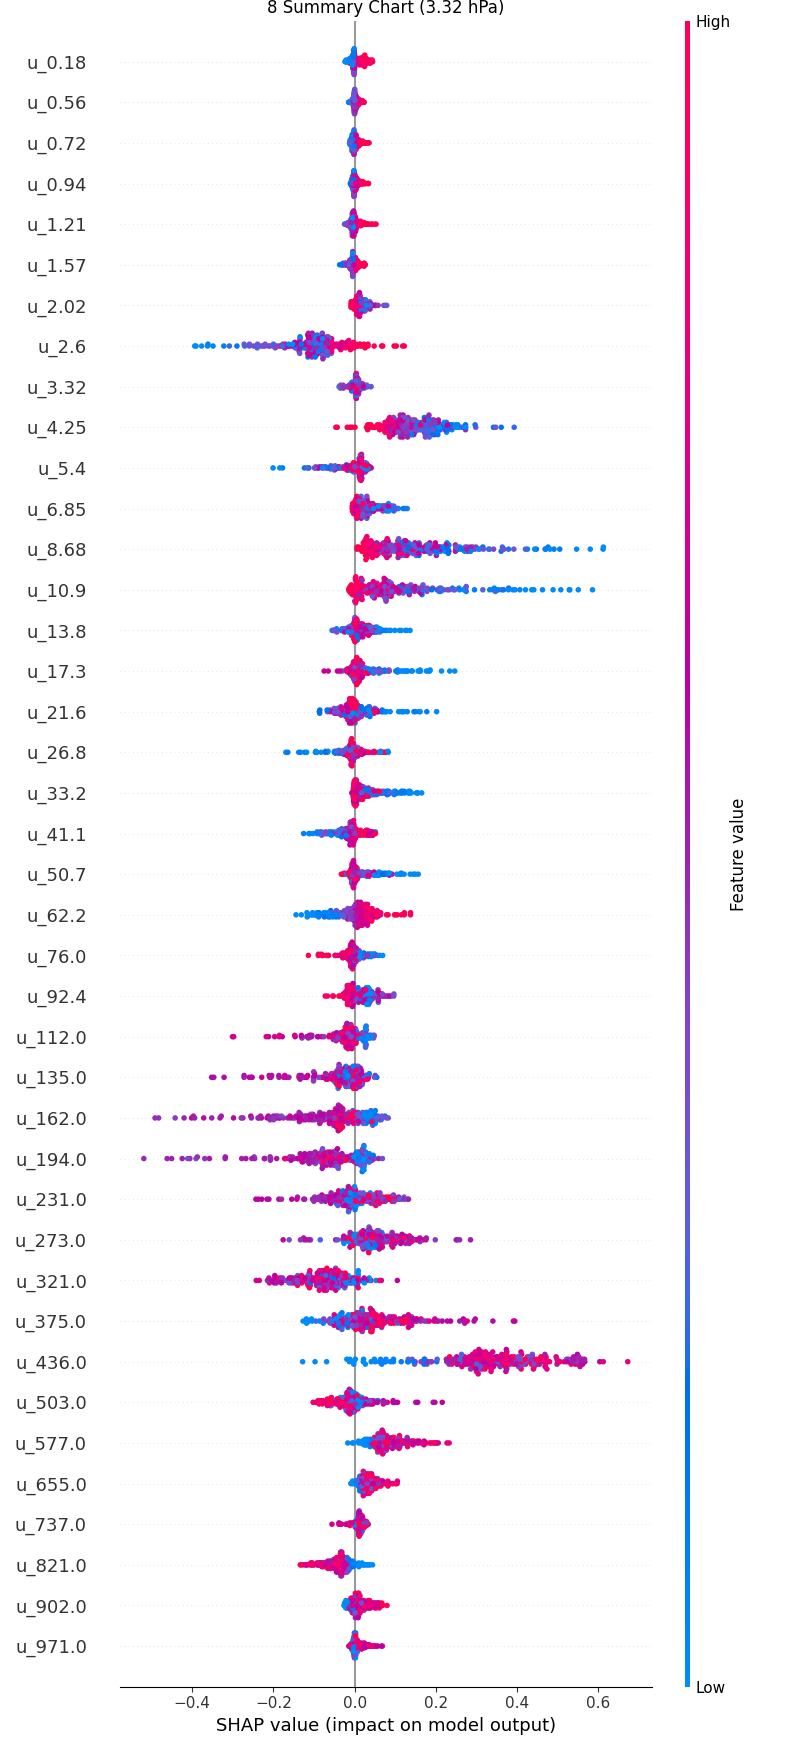 8 Summary Chart (3.32 hPa)
High
u_0.18
u_0.56
u_0.72
u_0.94
u_1.21
u_1.57
u_2.02
u_2.6
u_3.32
u_4.25
u_5.4
u_6.85
u_8.68
u_10.9
u_13.8
u_17.3
u_21.6
u_26.8
u_33.2
u_41.1
u_50.7
u_62.2
u_76.0
u_92.4
u_112.0
u_135.0
u_162.0
u_194.0
u_231.0
u_273.0
u_321.0
u_375.0
u_436.0
u_503.0
u_577.0
u_655.0
u_737.0
u_821.0
u_902.0
u_971.0
Feature value
Low
−0.4 −0.2 0.0 0.2 0.4 0.6
SHAP value (impact on model output)